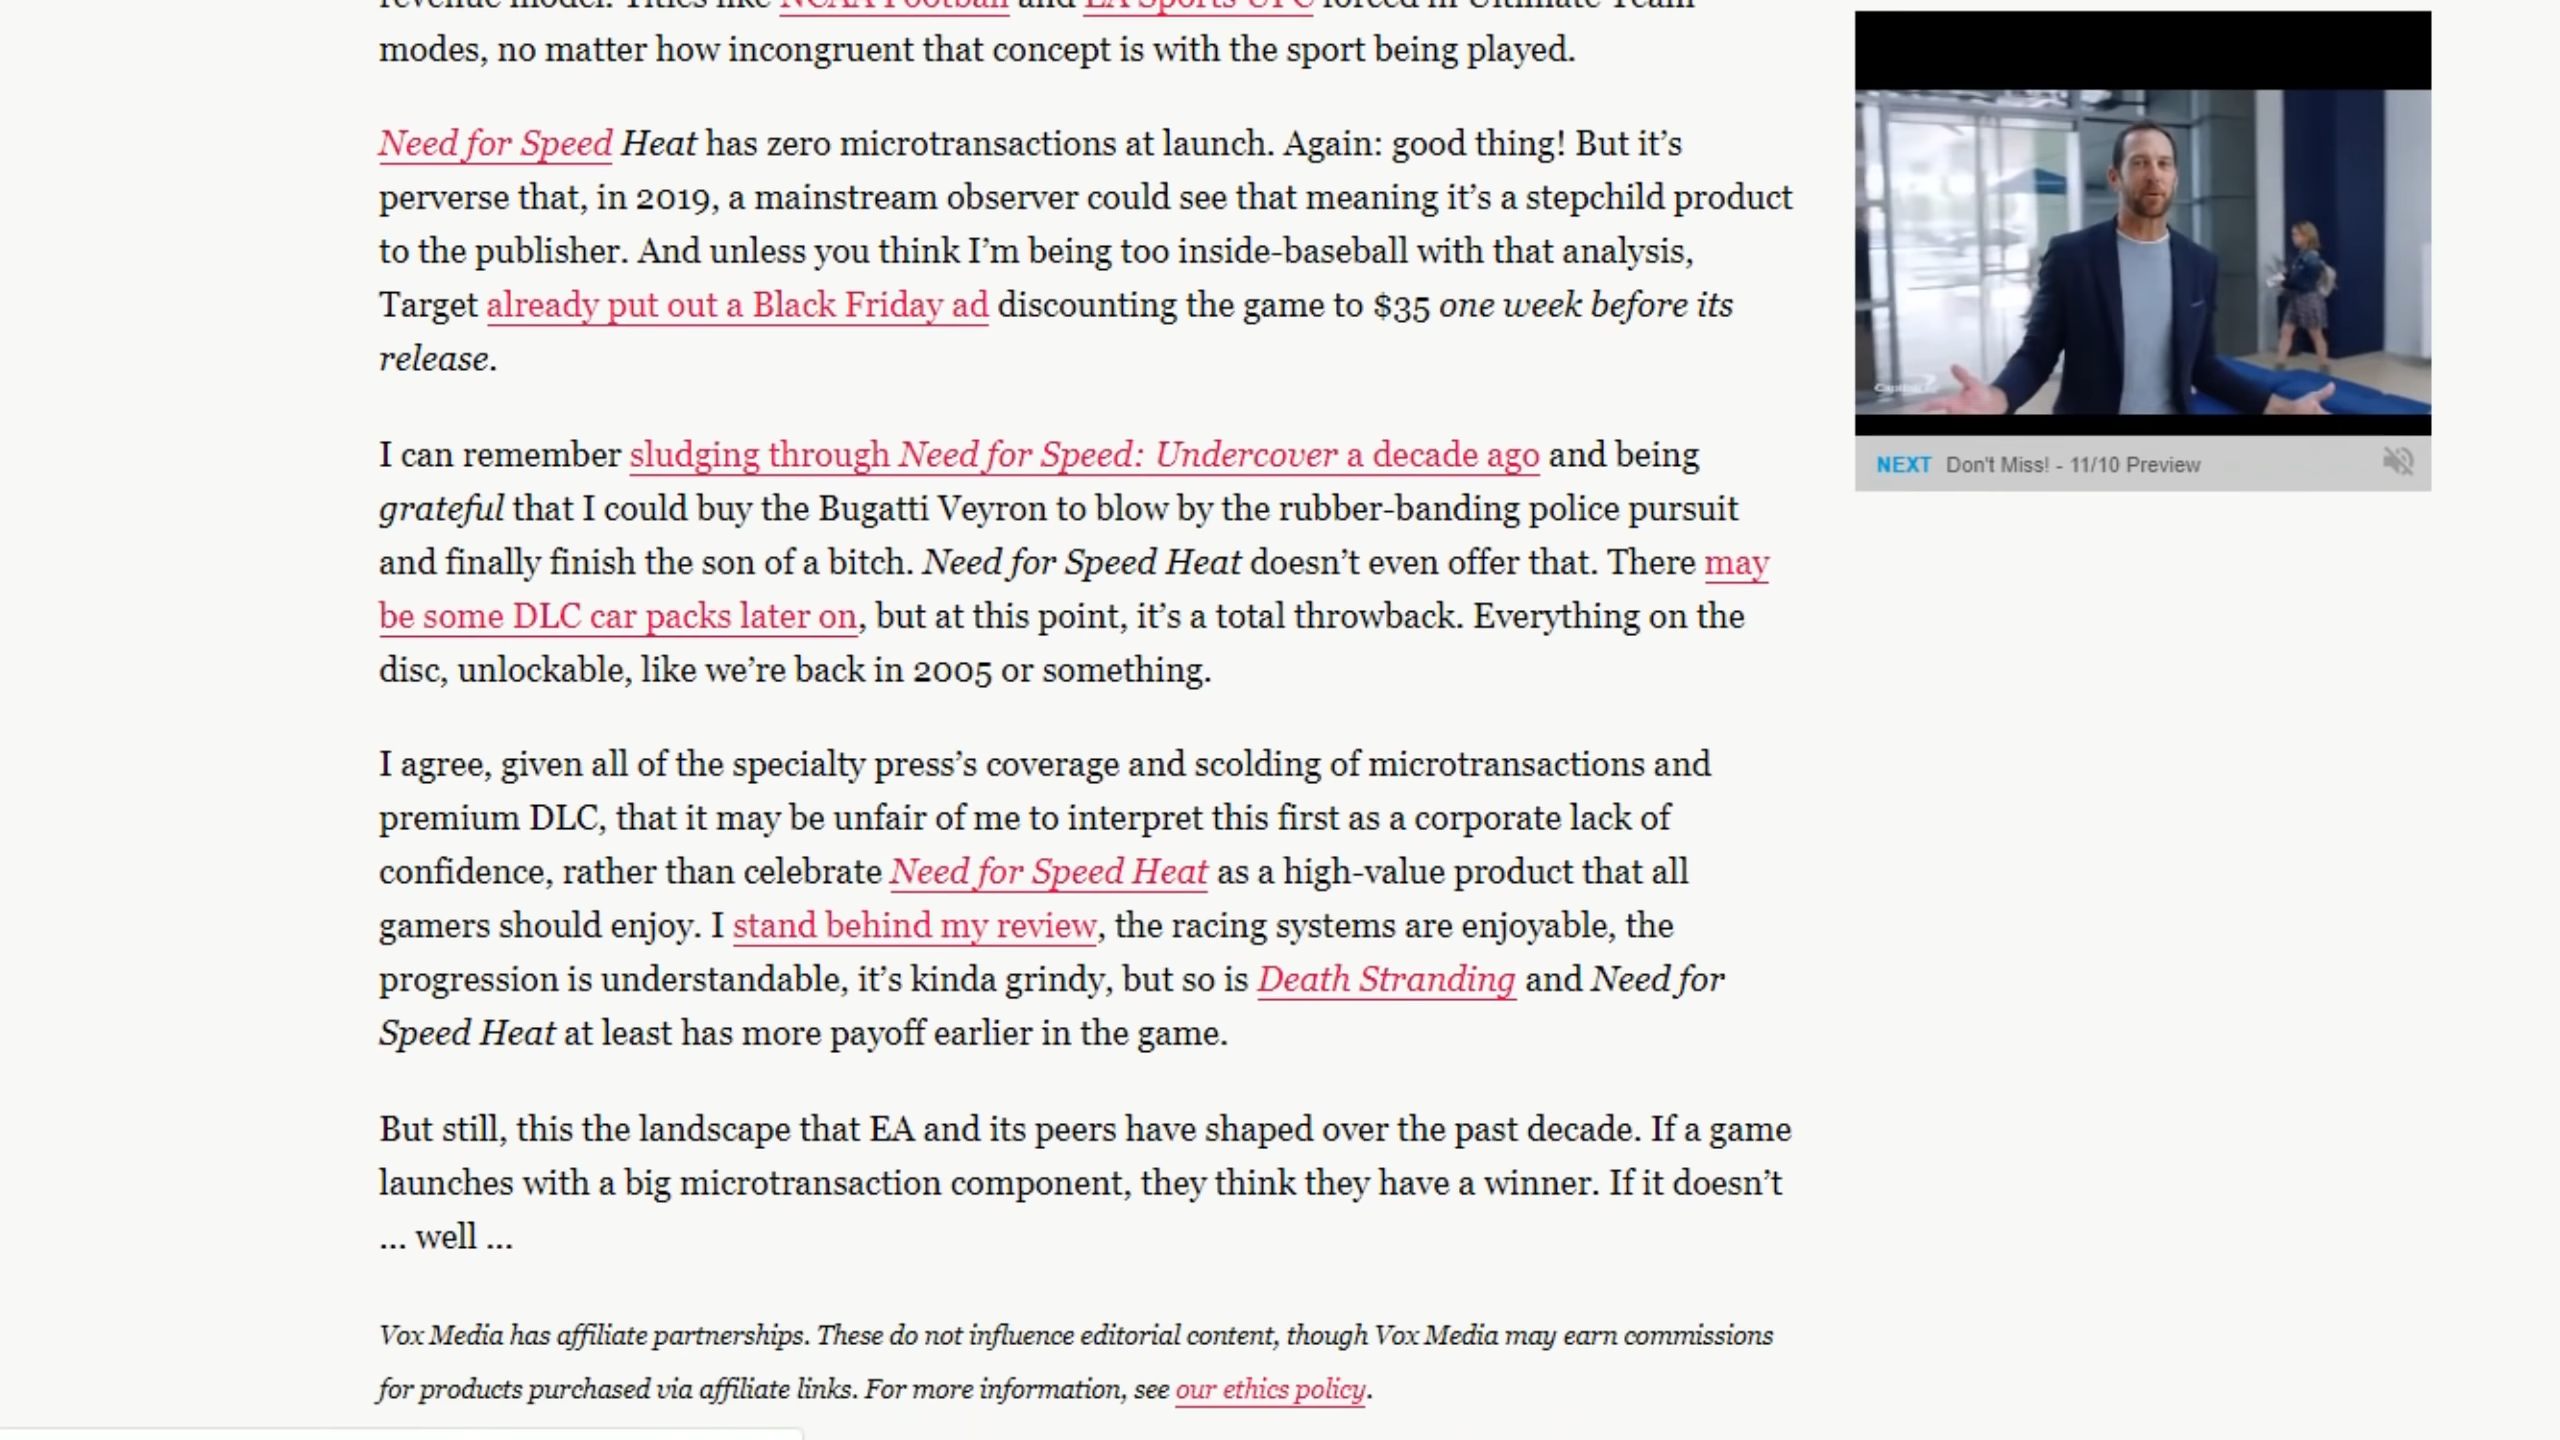 revenue model. Titles like NCAA Football and EA Sports UFC forced in Ultimate Team
modes, no matter how incongruent that concept is with the sport being played.
Need for Speed Heat has zero microtransactions at launch. Again: good thing! But it’s
perverse that, in 2019, a mainstream observer could see that meaning it’s a stepchild product
to the publisher. And unless you think I’m being too inside-baseball with that analysis,
Target already put out a Black Friday ad discounting the game to $35 one week before its
release.
I can remember sludging through Need for Speed: Undercover a decade ago and being
grateful that I could buy the Bugatti Veyron to blow by the rubber-banding police pursuit
and finally finish the son of a bitch. Need for Speed Heat doesn’t even offer that. There may
be some DLC car packs later on, but at this point, it’s a total throwback. Everything on the
disc, unlockable, like we’re back in 2005 or something.
I agree, given all of the specialty press’s coverage and scolding of microtransactions and
premium DLC, that it may be unfair of me to interpret this first as a corporate lack of
confidence, rather than celebrate Need for Speed Heat as a high-value product that all
gamers should enjoy. I stand behind my review, the racing systems are enjoyable, the
progression is understandable, it’s kinda grindy, but so is Death Stranding and Need for
Speed Heat at least has more payoff earlier in the game.
But still, this the landscape that EA and its peers have shaped over the past decade. If a game
launches with a big microtransaction component, they think they have a winner. If it doesn’t
... well ...
Vox Media has affiliate partnerships. These do not influence editorial content, though Vox Media may earn commissions
for products purchased via affiliate links. For more information, see our ethics policy.
NEXT Don't Miss! - 11/10 Preview